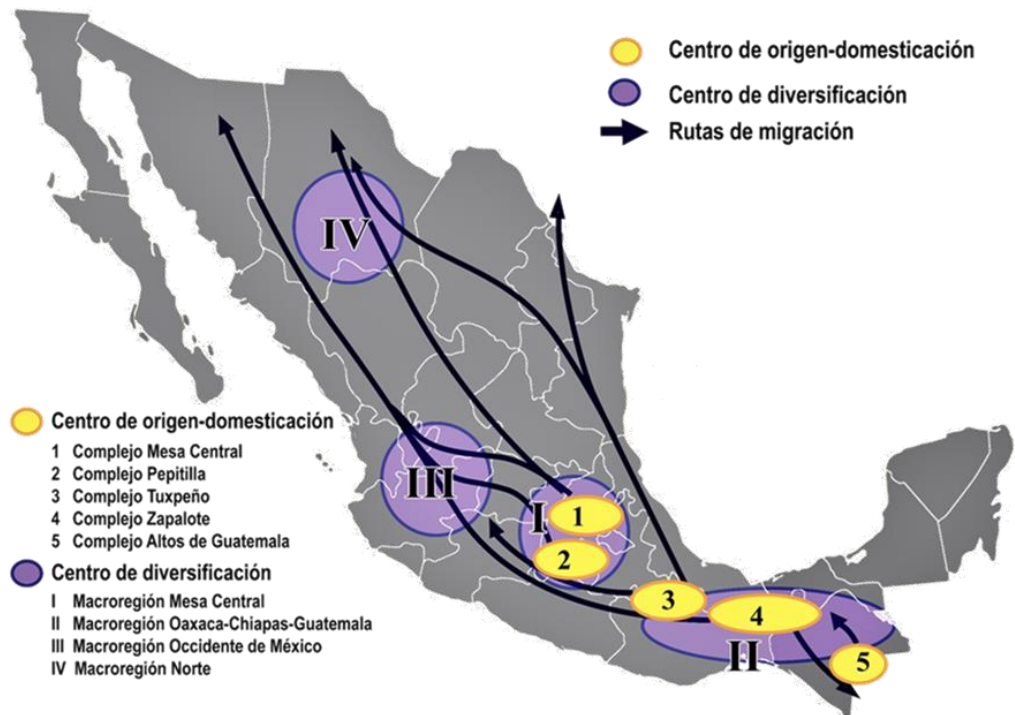 Centro de origen-domesticación
Centro de diversificación
Rutas de migración
IV
III
I
1
2
3
4
5
II
Centro de origen-domesticación
1 Complejo Mesa Central
2 Complejo Pepitilla
3 Complejo Tuxpeño
4 Complejo Zapalote
5 Complejo Altos de Guatemala
Centro de diversificación
I Macroregión Mesa Central
II Macroregión Oaxaca-Chiapas-Guatemala
III Macroregión Occidente de México
IV Macroregión Norte